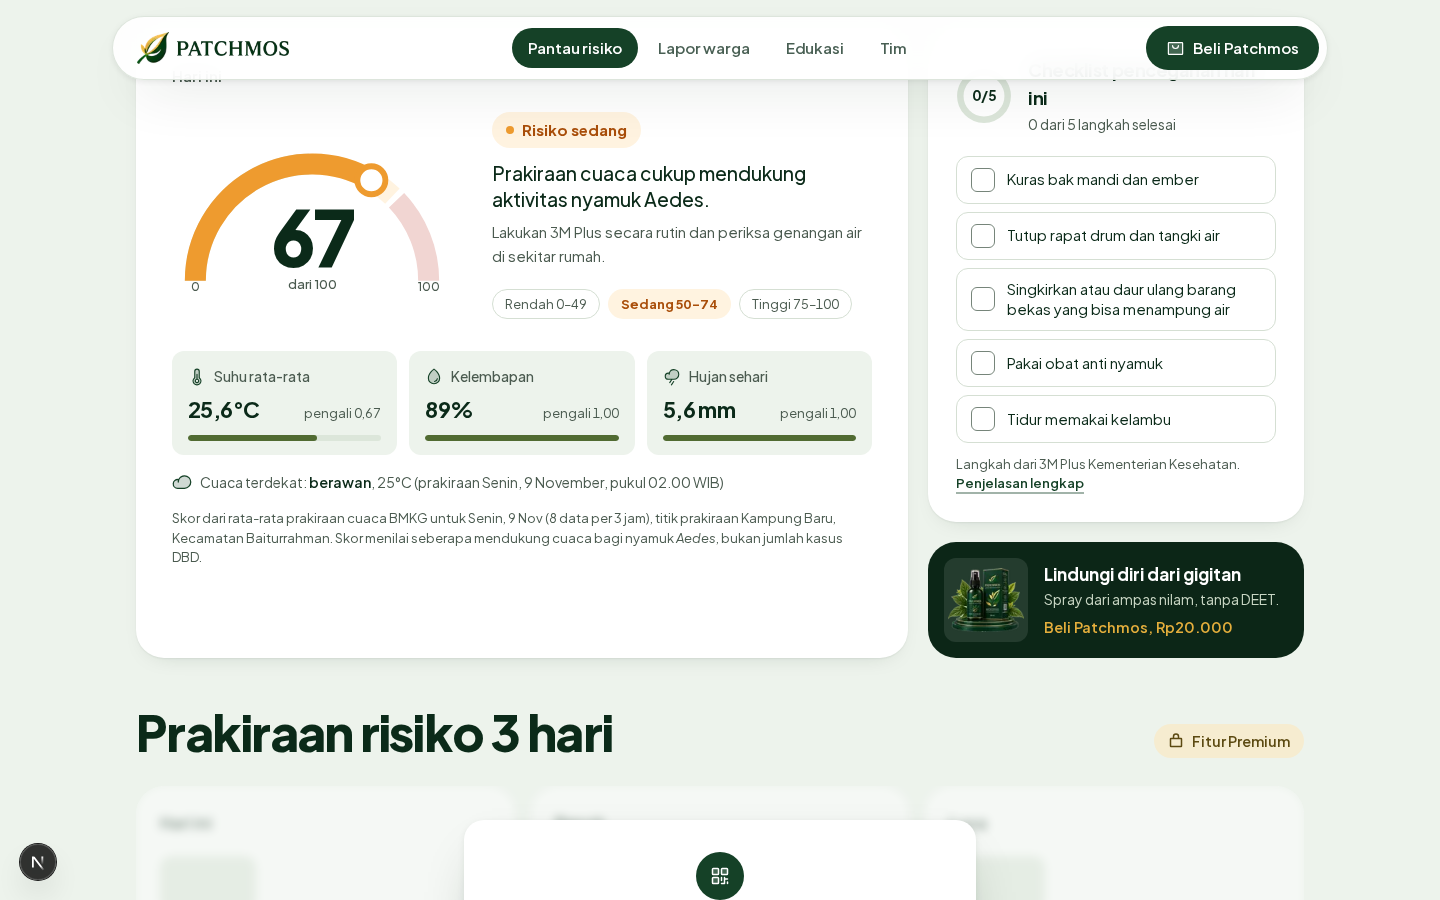 PATCHMOS
Pantau risiko
Lapor warga
Edukasi
Tim
Beli Patchmos
Risiko sedang
Prakiraan cuaca cukup mendukung
aktivitas nyamuk Aedes.
Lakukan 3M Plus secara rutin dan periksa genangan air
di sekitar rumah.
67
dari 100
0
100
Rendah 0–49
Sedang 50–74
Tinggi 75–100
Suhu rata-rata
25,6°C
pengali 0,67
Kelembapan
89%
pengali 1,00
Hujan sehari
5,6 mm
pengali 1,00
Cuaca terdekat: berawan, 25°C (prakiraan Senin, 9 November, pukul 02.00 WIB)
Skor dari rata-rata prakiraan cuaca BMKG untuk Senin, 9 Nov (8 data per 3 jam), titik prakiraan Kampung Baru,
Kecamatan Baiturrahman. Skor menilai seberapa mendukung cuaca bagi nyamuk Aedes, bukan jumlah kasus
DBD.
0/5
ini
0 dari 5 langkah selesai
Kuras bak mandi dan ember
Tutup rapat drum dan tangki air
Singkirkan atau daur ulang barang
bekas yang bisa menampung air
Pakai obat anti nyamuk
Tidur memakai kelambu
Langkah dari 3M Plus Kementerian Kesehatan.
Penjelasan lengkap
Lindungi diri dari gigitan
Spray dari ampas nilam, tanpa DEET.
Beli Patchmos, Rp20.000
Prakiraan risiko 3 hari
Fitur Premium
N